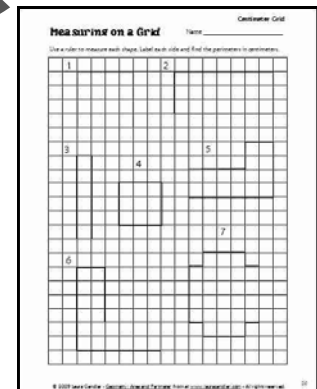 Centimeter Grid
Measuring on a Grid Name
Use a ruler to measure each shape. Label each side and find the perimeters in centimeters.
1 2
3
4
5
7
6
© 2009 Laura Candler - Geometry: Area and Perimeter Packet www.lauracandler.com - All rights reserved